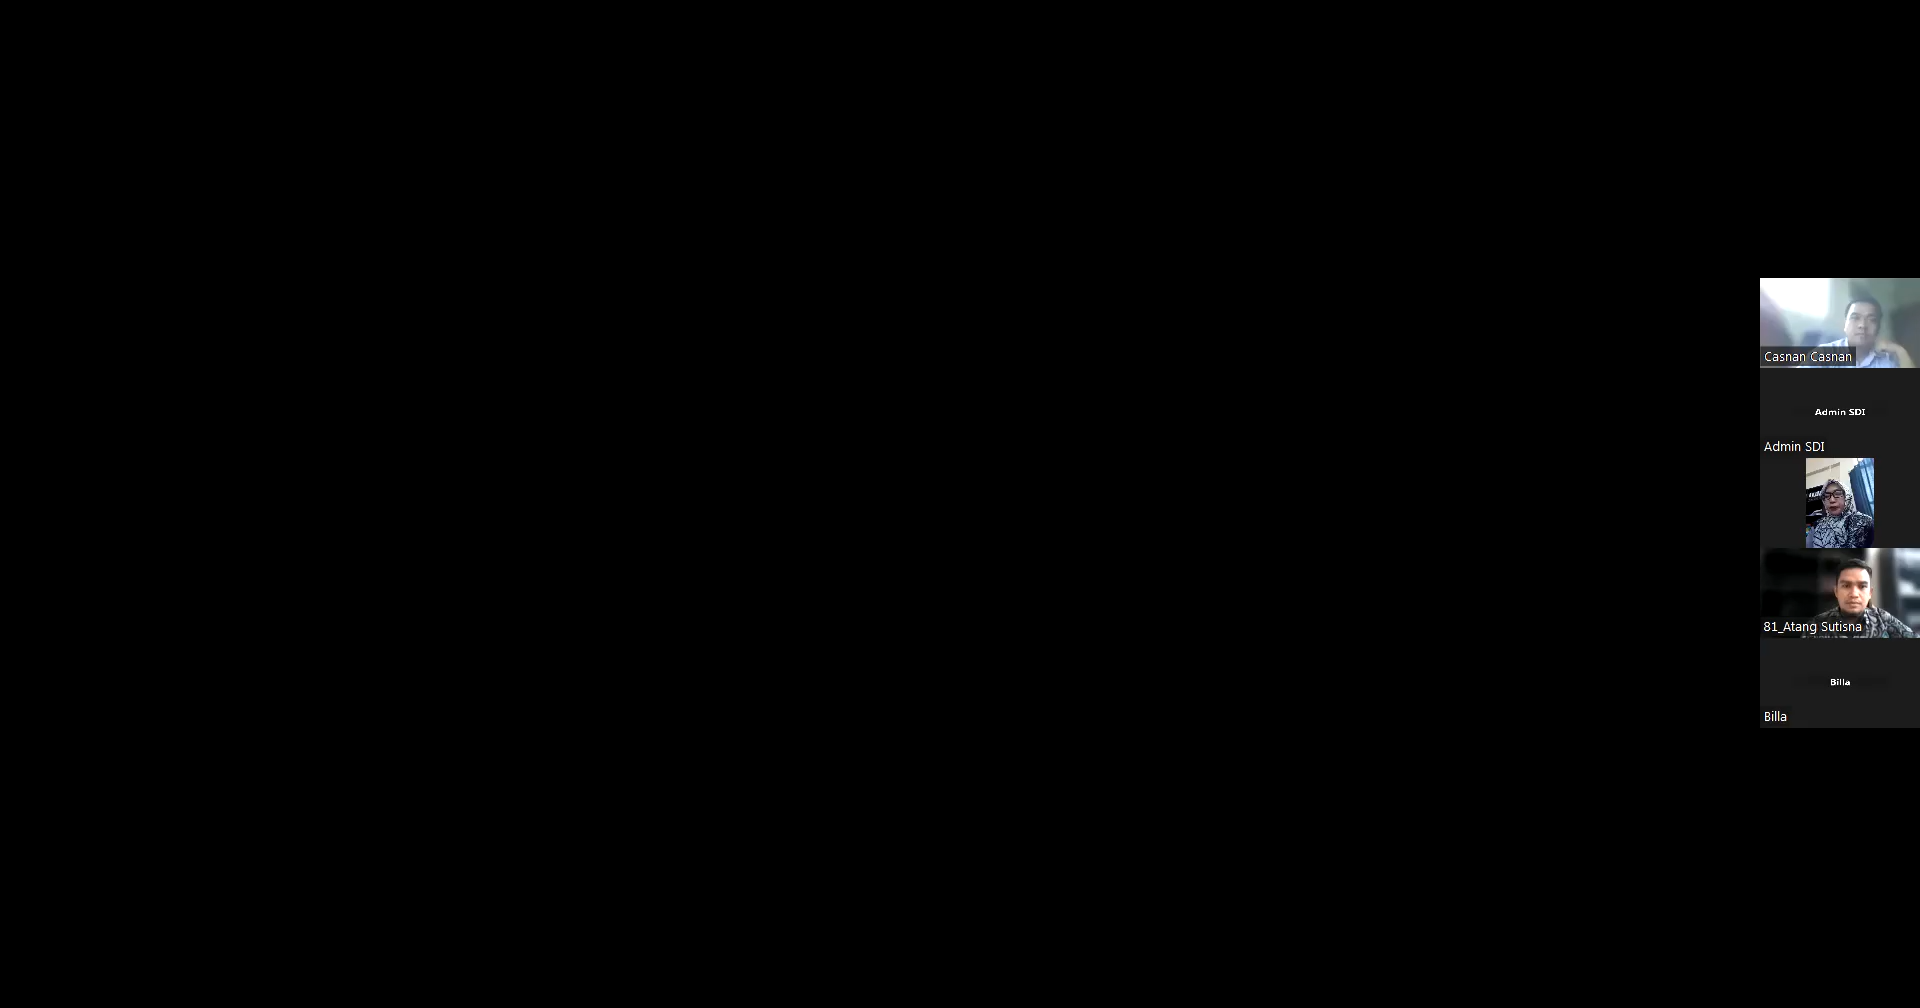 Casnan Casnan
Admin SDI
Admin SDI
81_Atang Sutisna
Billa
Billa